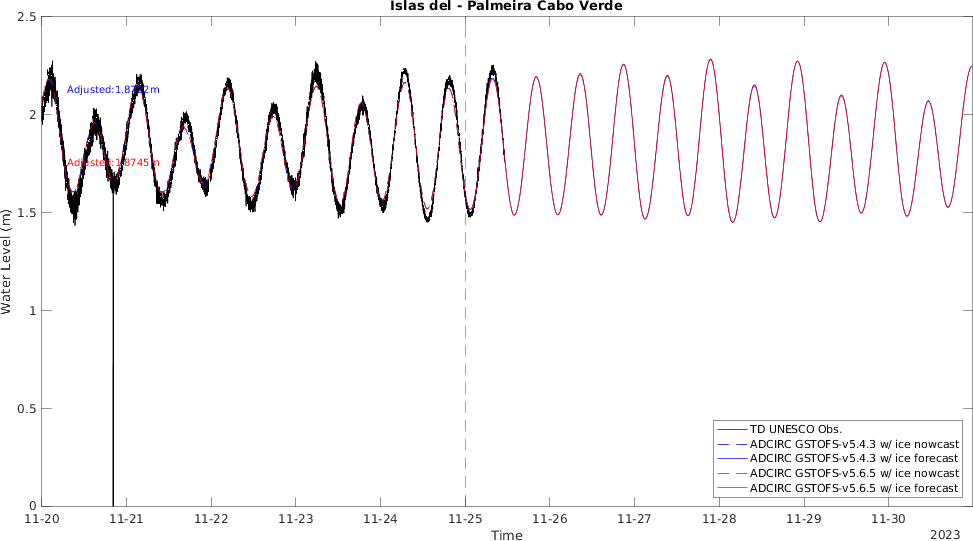 Islas del - Palmeira Cabo Verde
2.5
2
1.5
1
0.5
0
Water Level (m)
Adjusted:1.8742m
Adjusted:1.8745m
TD UNESCO Obs.
ADCIRC GSTOFS-v5.4.3 w/ ice nowcast
ADCIRC GSTOFS-v5.4.3 w/ ice forecast
ADCIRC GSTOFS-v5.6.5 w/ ice nowcast
ADCIRC GSTOFS-v5.6.5 w/ ice forecast
11-20 11-21 11-22 11-23 11-24 11-25 11-26 11-27 11-28 11-29 11-30
Time
2023